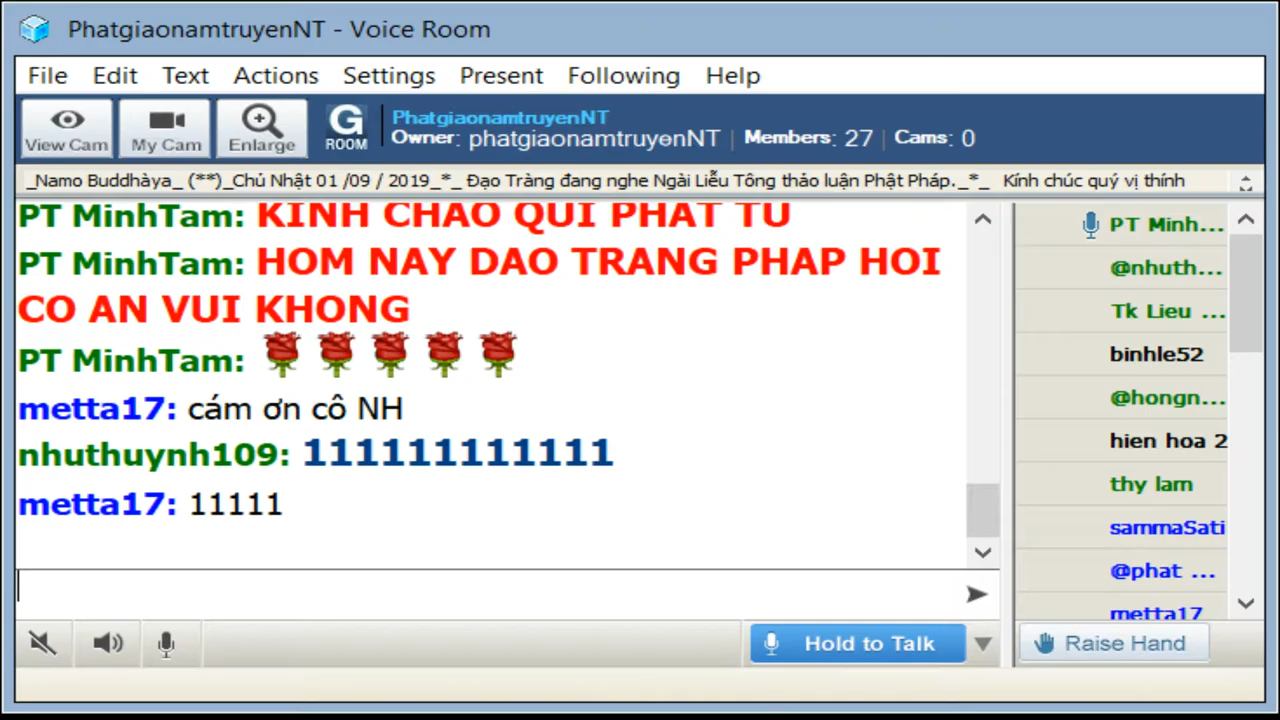 PhatgiaonamtruyenNT - Voice Room
File Edit Text Actions Settings Present Following Help
View Cam My Cam Enlarge G ROOM
PhatgiaonamtruyenNT
Owner: phatgiaonamtruyenNT | Members: 27 | Cams: 0
_Namo Buddhàya_ (**)_Chủ Nhật 01 /09 / 2019_*_ Đạo Tràng đang nghe Ngài Liễu Tông thảo luận Phật Pháp._*_ Kính chúc quý vị thính
PT MinhTam: KINH CHAO QUI PHAT TU
PT MinhTam: HOM NAY DAO TRANG PHAP HOI
CO AN VUI KHONG
PT MinhTam:
metta17: cám ơn cô NH
nhuthuynh109: 111111111111
metta17: 11111
PT Minh...
@nhuth...
Tk Lieu ...
binhle52
@hongn...
hien hoa 2
thy lam
sammaSati
@phat ...
metta17
Hold to Talk
Raise Hand